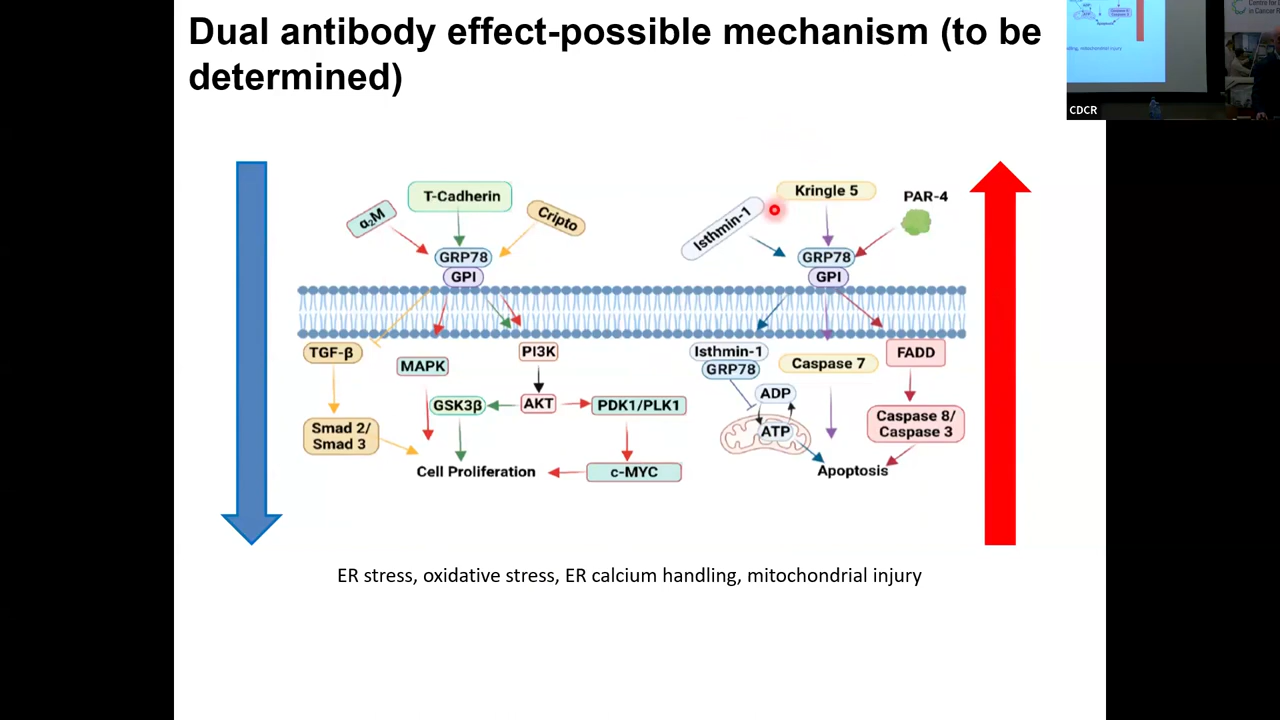 Dual antibody effect-possible mechanism (to be
determined)
CDCR
α₂M
T-Cadherin
Cripto
GRP78
GPI
Isthmin-1
Kringle 5
PAR-4
GRP78
GPI
TGF-β
MAPK
PI3K
GSK3β
AKT
PDK1/PLK1
Smad 2/
Smad 3
Cell Proliferation
c-MYC
Isthmin-1
GRP78
Caspase 7
FADD
ADP
ATP
Caspase 8/
Caspase 3
Apoptosis
ER stress, oxidative stress, ER calcium handling, mitochondrial injury